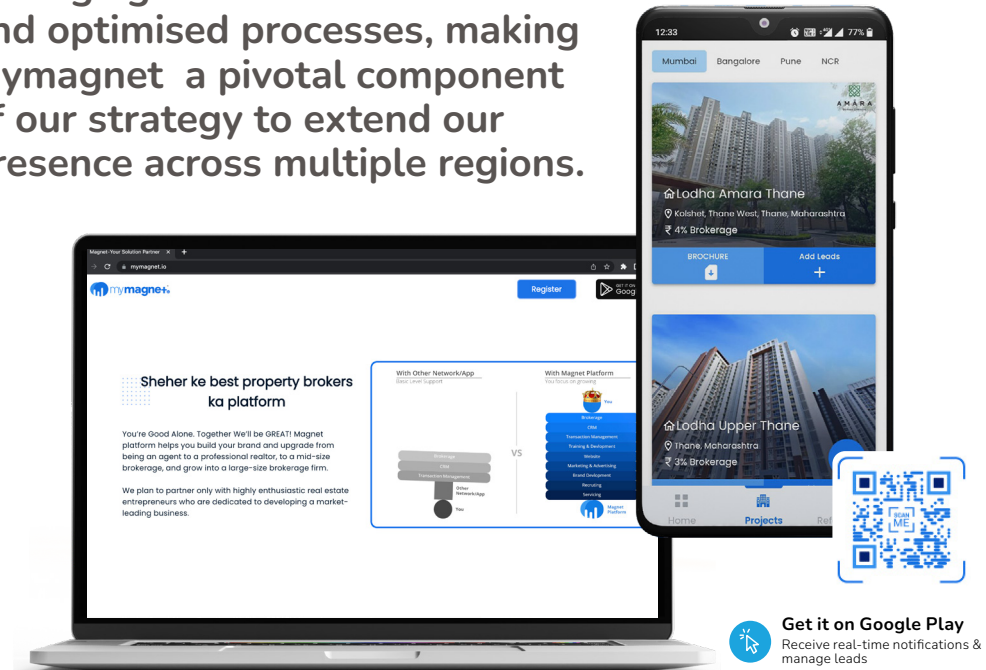 nd optimised processes, making
ymagnet a pivotal component
f our strategy to extend our
resence across multiple regions.
Magnet-Your Solution Partner × +
mymagnet.io
mymagnet
Register
GET IT ON
Goog
Sheher ke best property brokers
ka platform
You're Good Alone. Together We'll be GREAT! Magnet
platform helps you build your brand and upgrade from
being an agent to a professional realtor, to a mid-size
brokerage, and grow into a large-size brokerage firm.
We plan to partner only with highly enthusiastic real estate
entrepreneurs who are dedicated to developing a market-
leading business.
With Other Network/App
Basic Level Support
Brokerage
CRM
Transaction Management
Other
Network/App
You
VS
With Magnet Platform
You focus on growing
You
Brokerage
CRM
Transaction Management
Training & Devlopment
Website
Marketing & Advertising
Brand Devlopment
Recruiting
Servicing
Magnet
Platform
12:33
77%
Mumbai Bangalore Pune NCR
AMARA
Lodha Amara Thane
Kolshet, Thane West, Thane, Maharashtra
₹ 4% Brokerage
BROCHURE
Add Leads
+
Lodha Upper Thane
Thane, Maharashtra
₹ 3% Brokerage
Home Projects Ref
SCAN
ME
Get it on Google Play
Receive real-time notifications &
manage leads